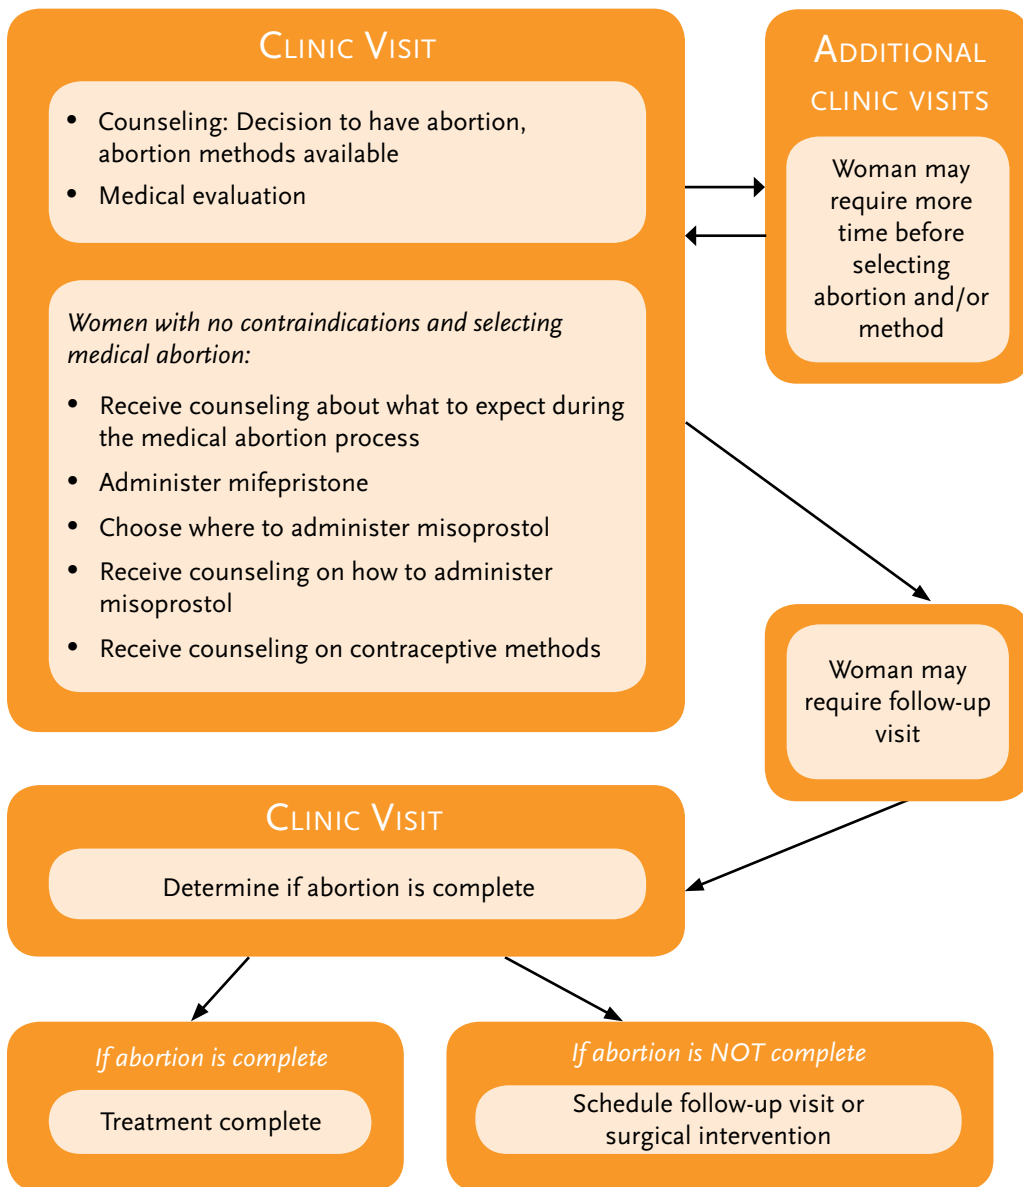 CLINIC VISIT
• Counseling: Decision to have abortion,
abortion methods available
• Medical evaluation
Women with no contraindications and selecting
medical abortion:
• Receive counseling about what to expect during
the medical abortion process
• Administer mifepristone
• Choose where to administer misoprostol
• Receive counseling on how to administer
misoprostol
• Receive counseling on contraceptive methods
ADDITIONAL
CLINIC VISITS
Woman may
require more
time before
selecting
abortion and/or
method
Woman may
require follow-up
visit
CLINIC VISIT
Determine if abortion is complete
If abortion is complete
Treatment complete
If abortion is NOT complete
Schedule follow-up visit or
surgical intervention